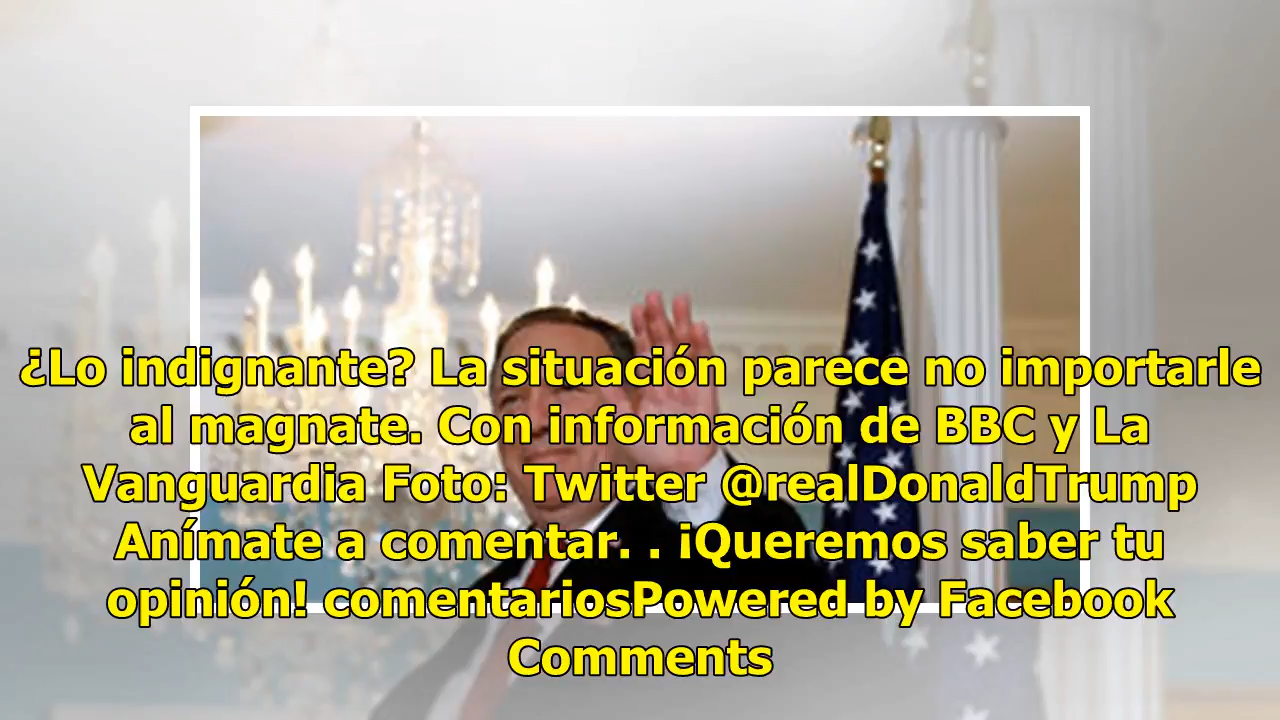 ¿Lo indignante? La situación parece no importarle
al magnate. Con información de BBC y La
Vanguardia Foto: Twitter @realDonaldTrump
Anímate a comentar. . ¡Queremos saber tu
opinión! comentariosPowered by Facebook
Comments